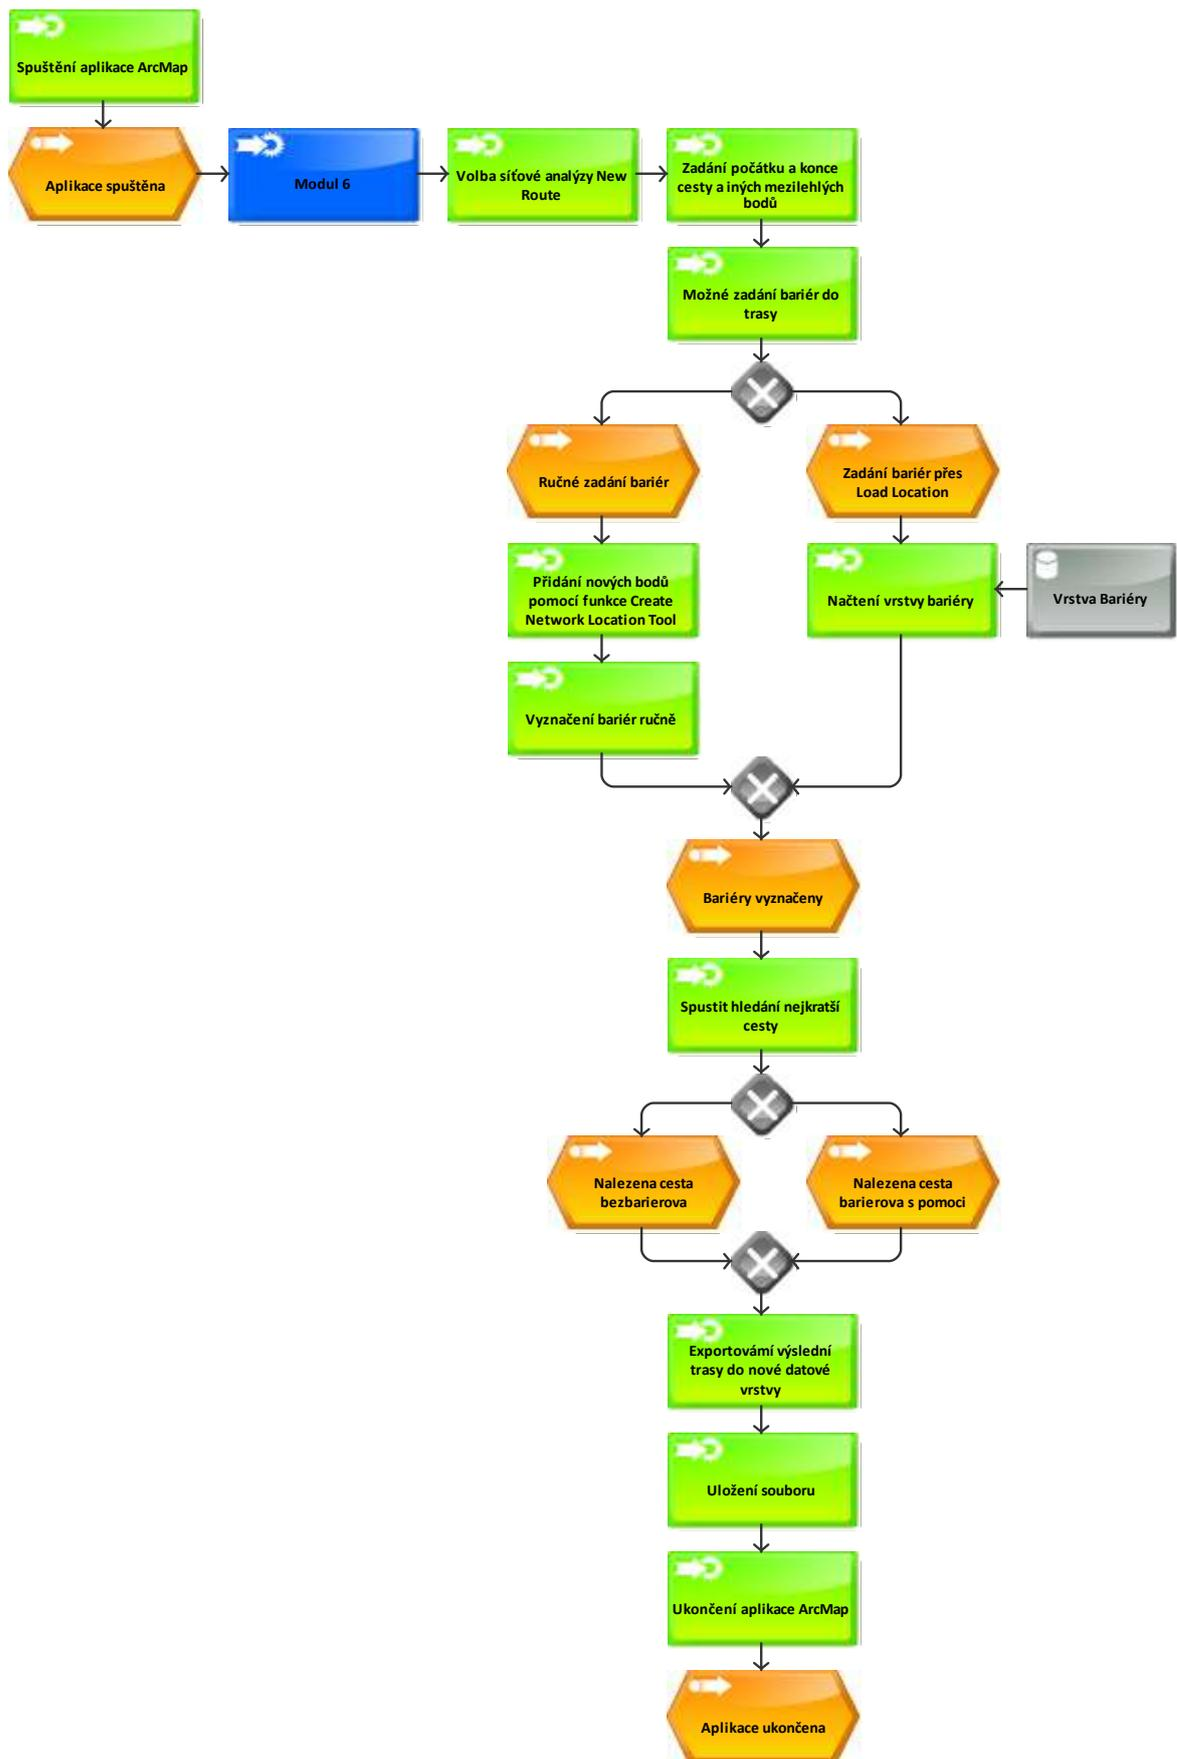 Spuštění aplikace ArcMap
Aplikace spuštěna
Modul 6
Volba síťové analýzy New
Route
Zadání počátku a konce
cesty a iných mezilehlých
bodů
Možné zadání bariér do
trasy
Ručné zadání bariér
Zadání bariér přes
Load Location
Přidání nových bodů
pomocí funkce Create
Network Location Tool
Načtení vrstvy bariéry
Vrstva Bariéry
Vyznačení bariér ručně
Bariéry vyznačeny
Spustit hledání nejkratší
cesty
Nalezena cesta
bezbarierova
Nalezena cesta
barierova s pomoci
Exportovámí výslední
trasy do nové datové
vrstvy
Uložení souboru
Ukončení aplikace ArcMap
Aplikace ukončena